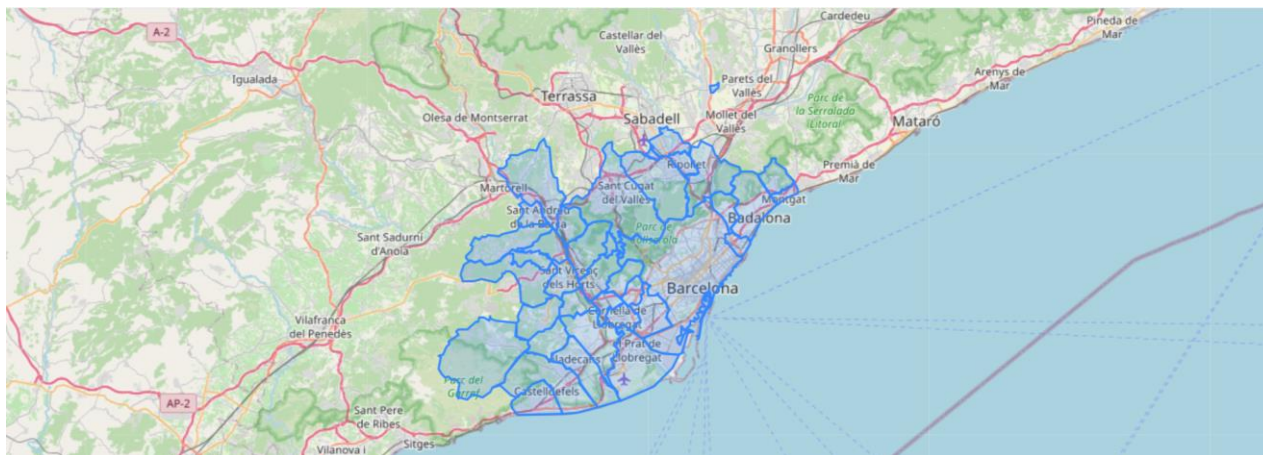 Cardedeu
Pineda de
Mar
A-2
Castellar del
Vallès
Granollers
Igualada
Parets del
Vallès
Arenys de
Mar
Terrassa
Parc de
la Serralada
Litoral
Olesa de Montserrat
Sabadell
Mollet del
Vallès
Mataró
Ripollet
Premià de
Mar
Martorell
Sant Cugat
del Vallès
Montgat
Sant Andreu
de la Barca
Badalona
Sant Sadurní
d'Anoia
Parc de
Collserola
Sant Vicenç
dels Horts
Barcelona
Cornellà de
Llobregat
Vilafranca
del Penedès
el Prat de
Llobregat
Viladecans
Parc del
Garraf
Castelldefels
AP-2
Sant Pere
de Ribes
Sitges
Vilanova i